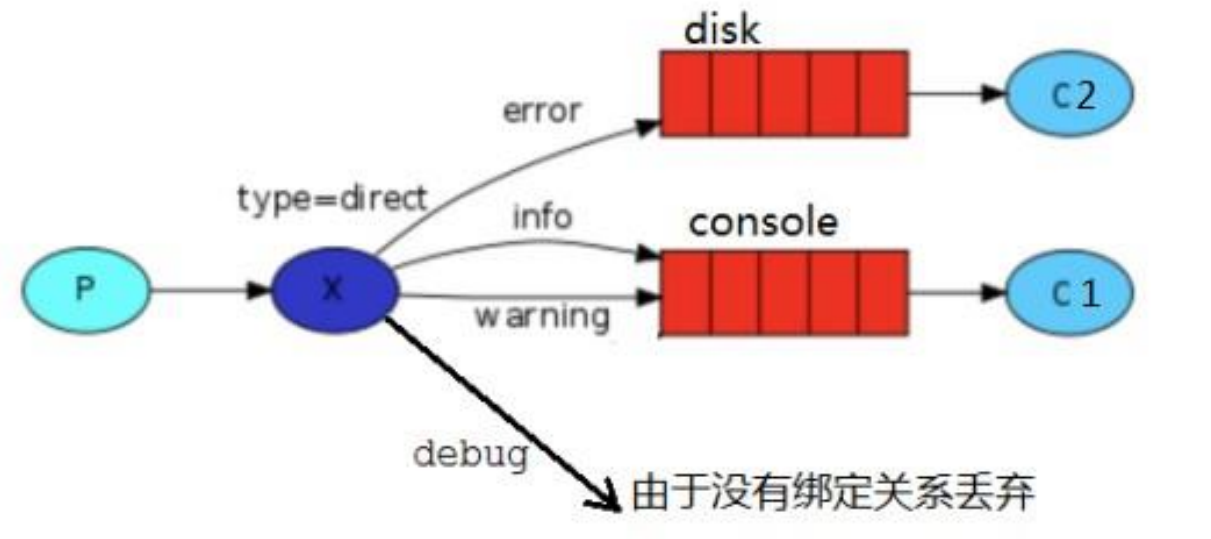 disk
error
C2
type=direct
info
console
P
X
warning
C1
debug
由于没有绑定关系丢弃